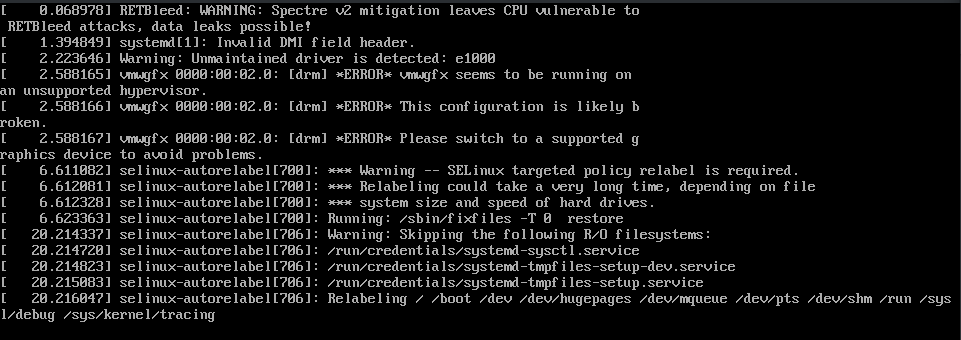 [    0.068978] RETBleed: WARNING: Spectre v2 mitigation leaves CPU vulnerable to
 RETBleed attacks, data leaks possible!
[    1.394849] systemd[1]: Invalid DMI field header.
[    2.223646] Warning: Unmaintained driver is detected: e1000
[    2.588165] vmwgfx 0000:00:02.0: [drm] *ERROR* vmwgfx seems to be running on
an unsupported hypervisor.
[    2.588166] vmwgfx 0000:00:02.0: [drm] *ERROR* This configuration is likely b
roken.
[    2.588167] vmwgfx 0000:00:02.0: [drm] *ERROR* Please switch to a supported g
raphics device to avoid problems.
[    6.611082] selinux-autorelabel[700]: *** Warning -- SELinux targeted policy relabel is required.
[    6.612081] selinux-autorelabel[700]: *** Relabeling could take a very long time, depending on file
[    6.612328] selinux-autorelabel[700]: *** system size and speed of hard drives.
[    6.623363] selinux-autorelabel[700]: Running: /sbin/fixfiles -T 0  restore
[   20.214337] selinux-autorelabel[706]: Warning: Skipping the following R/O filesystems:
[   20.214720] selinux-autorelabel[706]: /run/credentials/systemd-sysctl.service
[   20.214823] selinux-autorelabel[706]: /run/credentials/systemd-tmpfiles-setup-dev.service
[   20.215083] selinux-autorelabel[706]: /run/credentials/systemd-tmpfiles-setup.service
[   20.216047] selinux-autorelabel[706]: Relabeling / /boot /dev /dev/hugepages /dev/mqueue /dev/pts /dev/shm /run /sys
l/debug /sys/kernel/tracing